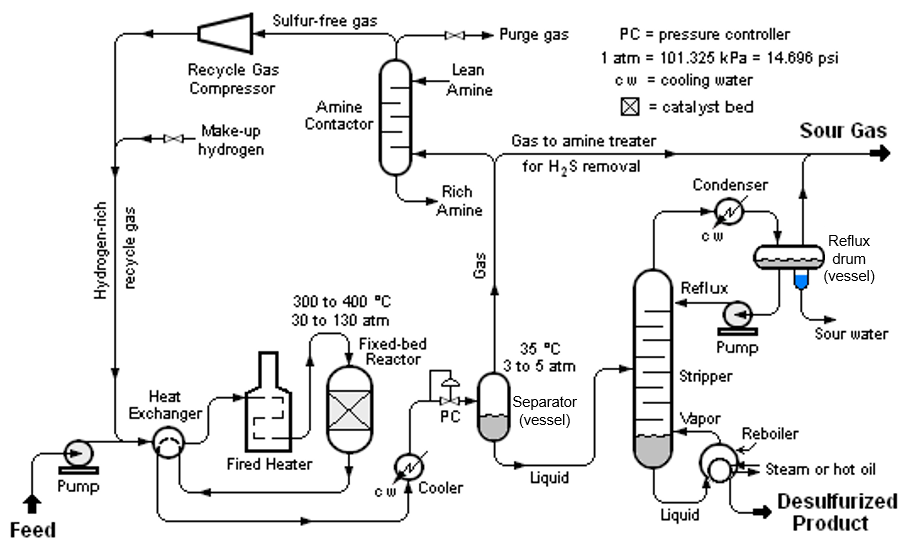 Sulfur-free gas
Purge gas
PC = pressure controller
1 atm = 101.325 kPa = 14.696 psi
c w = cooling water
= catalyst bed
Recycle Gas
Compressor
Lean
Amine
Amine
Contactor
Make-up
hydrogen
Gas to amine treater
for H₂S removal
Sour Gas
Rich
Amine
Condenser
c w
Reflux
drum
(vessel)
Hydrogen-rich
recycle gas
Gas
Reflux
Pump
Sour water
300 to 400 ºC
30 to 130 atm
Fixed-bed
Reactor
35 ºC
3 to 5 atm
Stripper
Heat
Exchanger
PC
Separator
(vessel)
Vapor
Reboiler
Fired Heater
Steam or hot oil
Pump
c w
Cooler
Liquid
Liquid
Feed
Desulfurized
Product